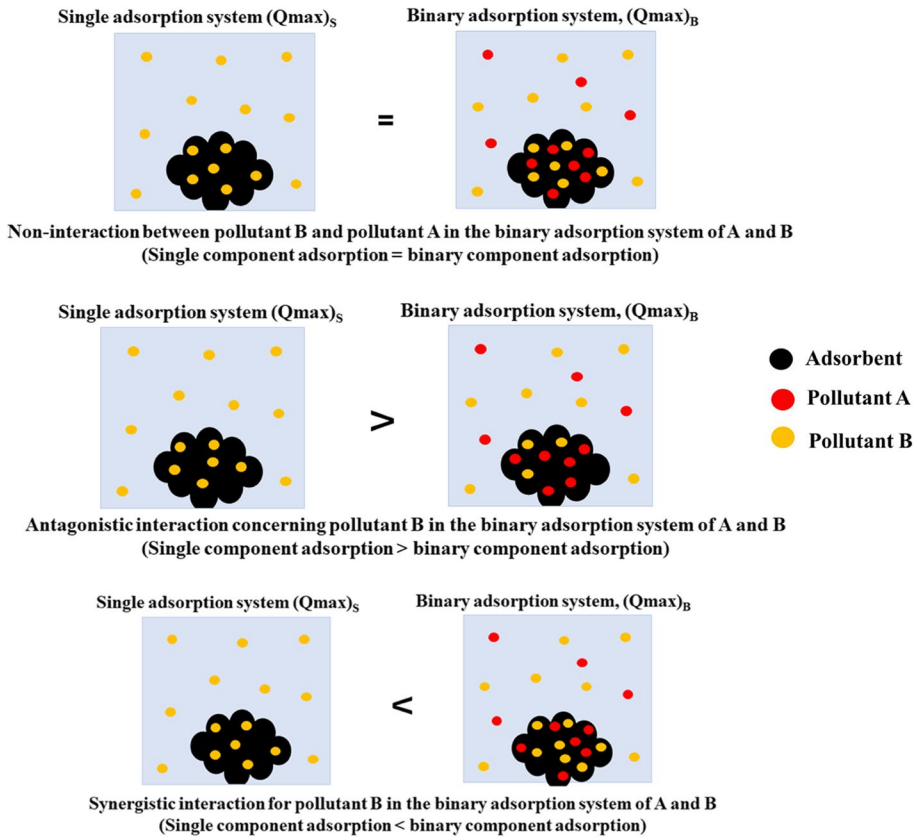 Single adsorption system (Qmax)S
Binary adsorption system, (Qmax)B
=
Non-interaction between pollutant B and pollutant A in the binary adsorption system of A and B
(Single component adsorption = binary component adsorption)
Single adsorption system (Qmax)S
Binary adsorption system, (Qmax)B
>
Antagonistic interaction concerning pollutant B in the binary adsorption system of A and B
(Single component adsorption > binary component adsorption)
Adsorbent
Pollutant A
Pollutant B
Single adsorption system (Qmax)S
Binary adsorption system, (Qmax)B
<
Synergistic interaction for pollutant B in the binary adsorption system of A and B
(Single component adsorption < binary component adsorption)